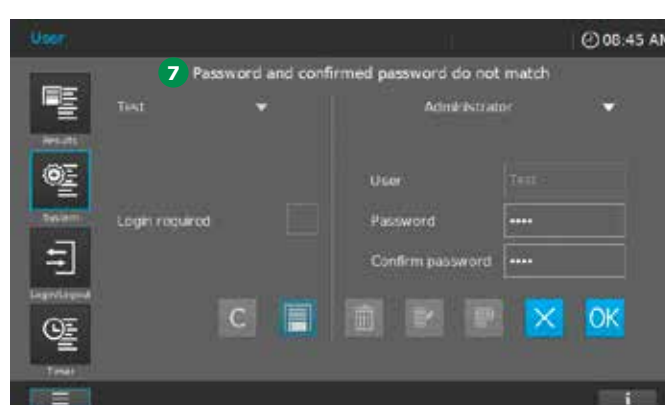 User
08:45 AM
7 Password and confirmed password do not match
Test
Administrator
Results
User
Test
System
Login required
Password
••••
Confirm password
••••
Login/Logout
C
OK
Timer
i